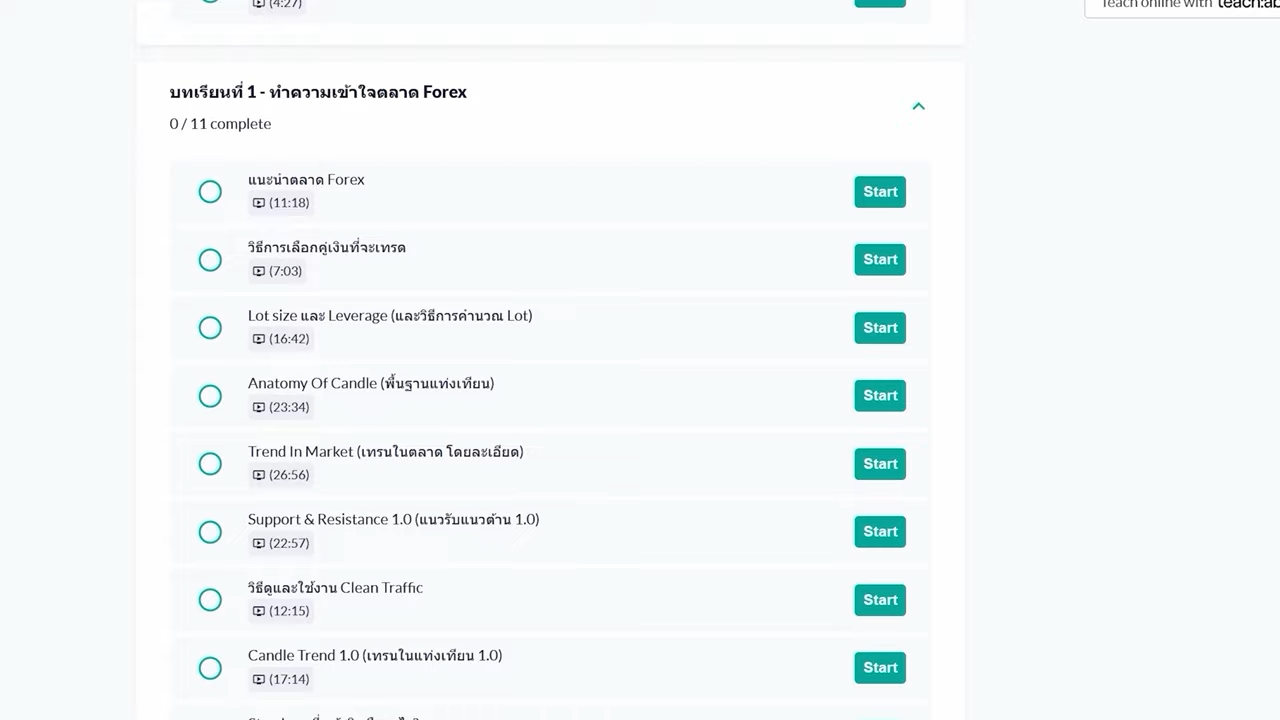 (4:27)
Teach online with teach:ab
บทเรียนที่ 1 - ทำความเข้าใจตลาด Forex
0 / 11 complete
แนะนำตลาด Forex
(11:18)
Start
วิธีการเลือกคู่เงินที่จะเทรด
(7:03)
Start
Lot size และ Leverage (และวิธีการคำนวณ Lot)
(16:42)
Start
Anatomy Of Candle (พื้นฐานแท่งเทียน)
(23:34)
Start
Trend In Market (เทรนในตลาด โดยละเอียด)
(26:56)
Start
Support & Resistance 1.0 (แนวรับแนวต้าน 1.0)
(22:57)
Start
วิธีดูและใช้งาน Clean Traffic
(12:15)
Start
Candle Trend 1.0 (เทรนในแท่งเทียน 1.0)
(17:14)
Start